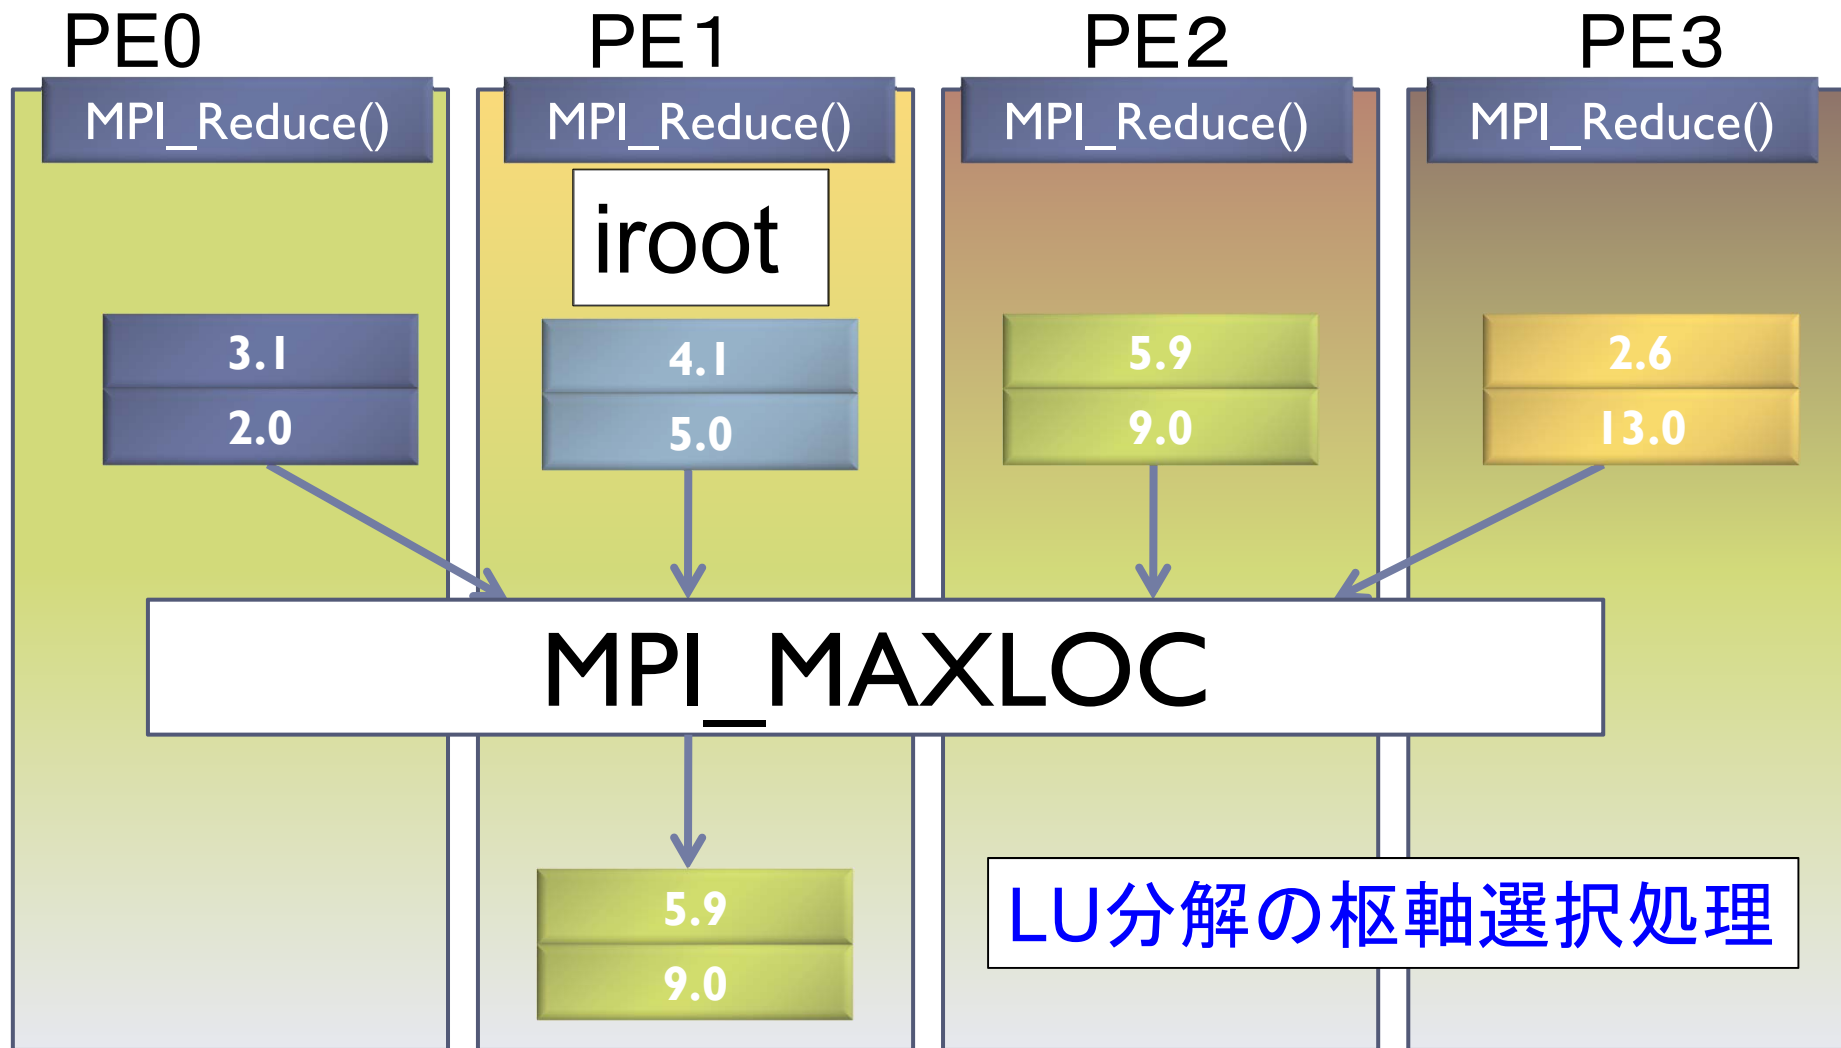 PE0 PE1 PE2 PE3
MPI_Reduce() MPI_Reduce() MPI_Reduce() MPI_Reduce()
iroot
3.1 4.1 5.9 2.6
2.0 5.0 9.0 13.0
MPI_MAXLOC
5.9
9.0
LU分解の枢軸選択処理